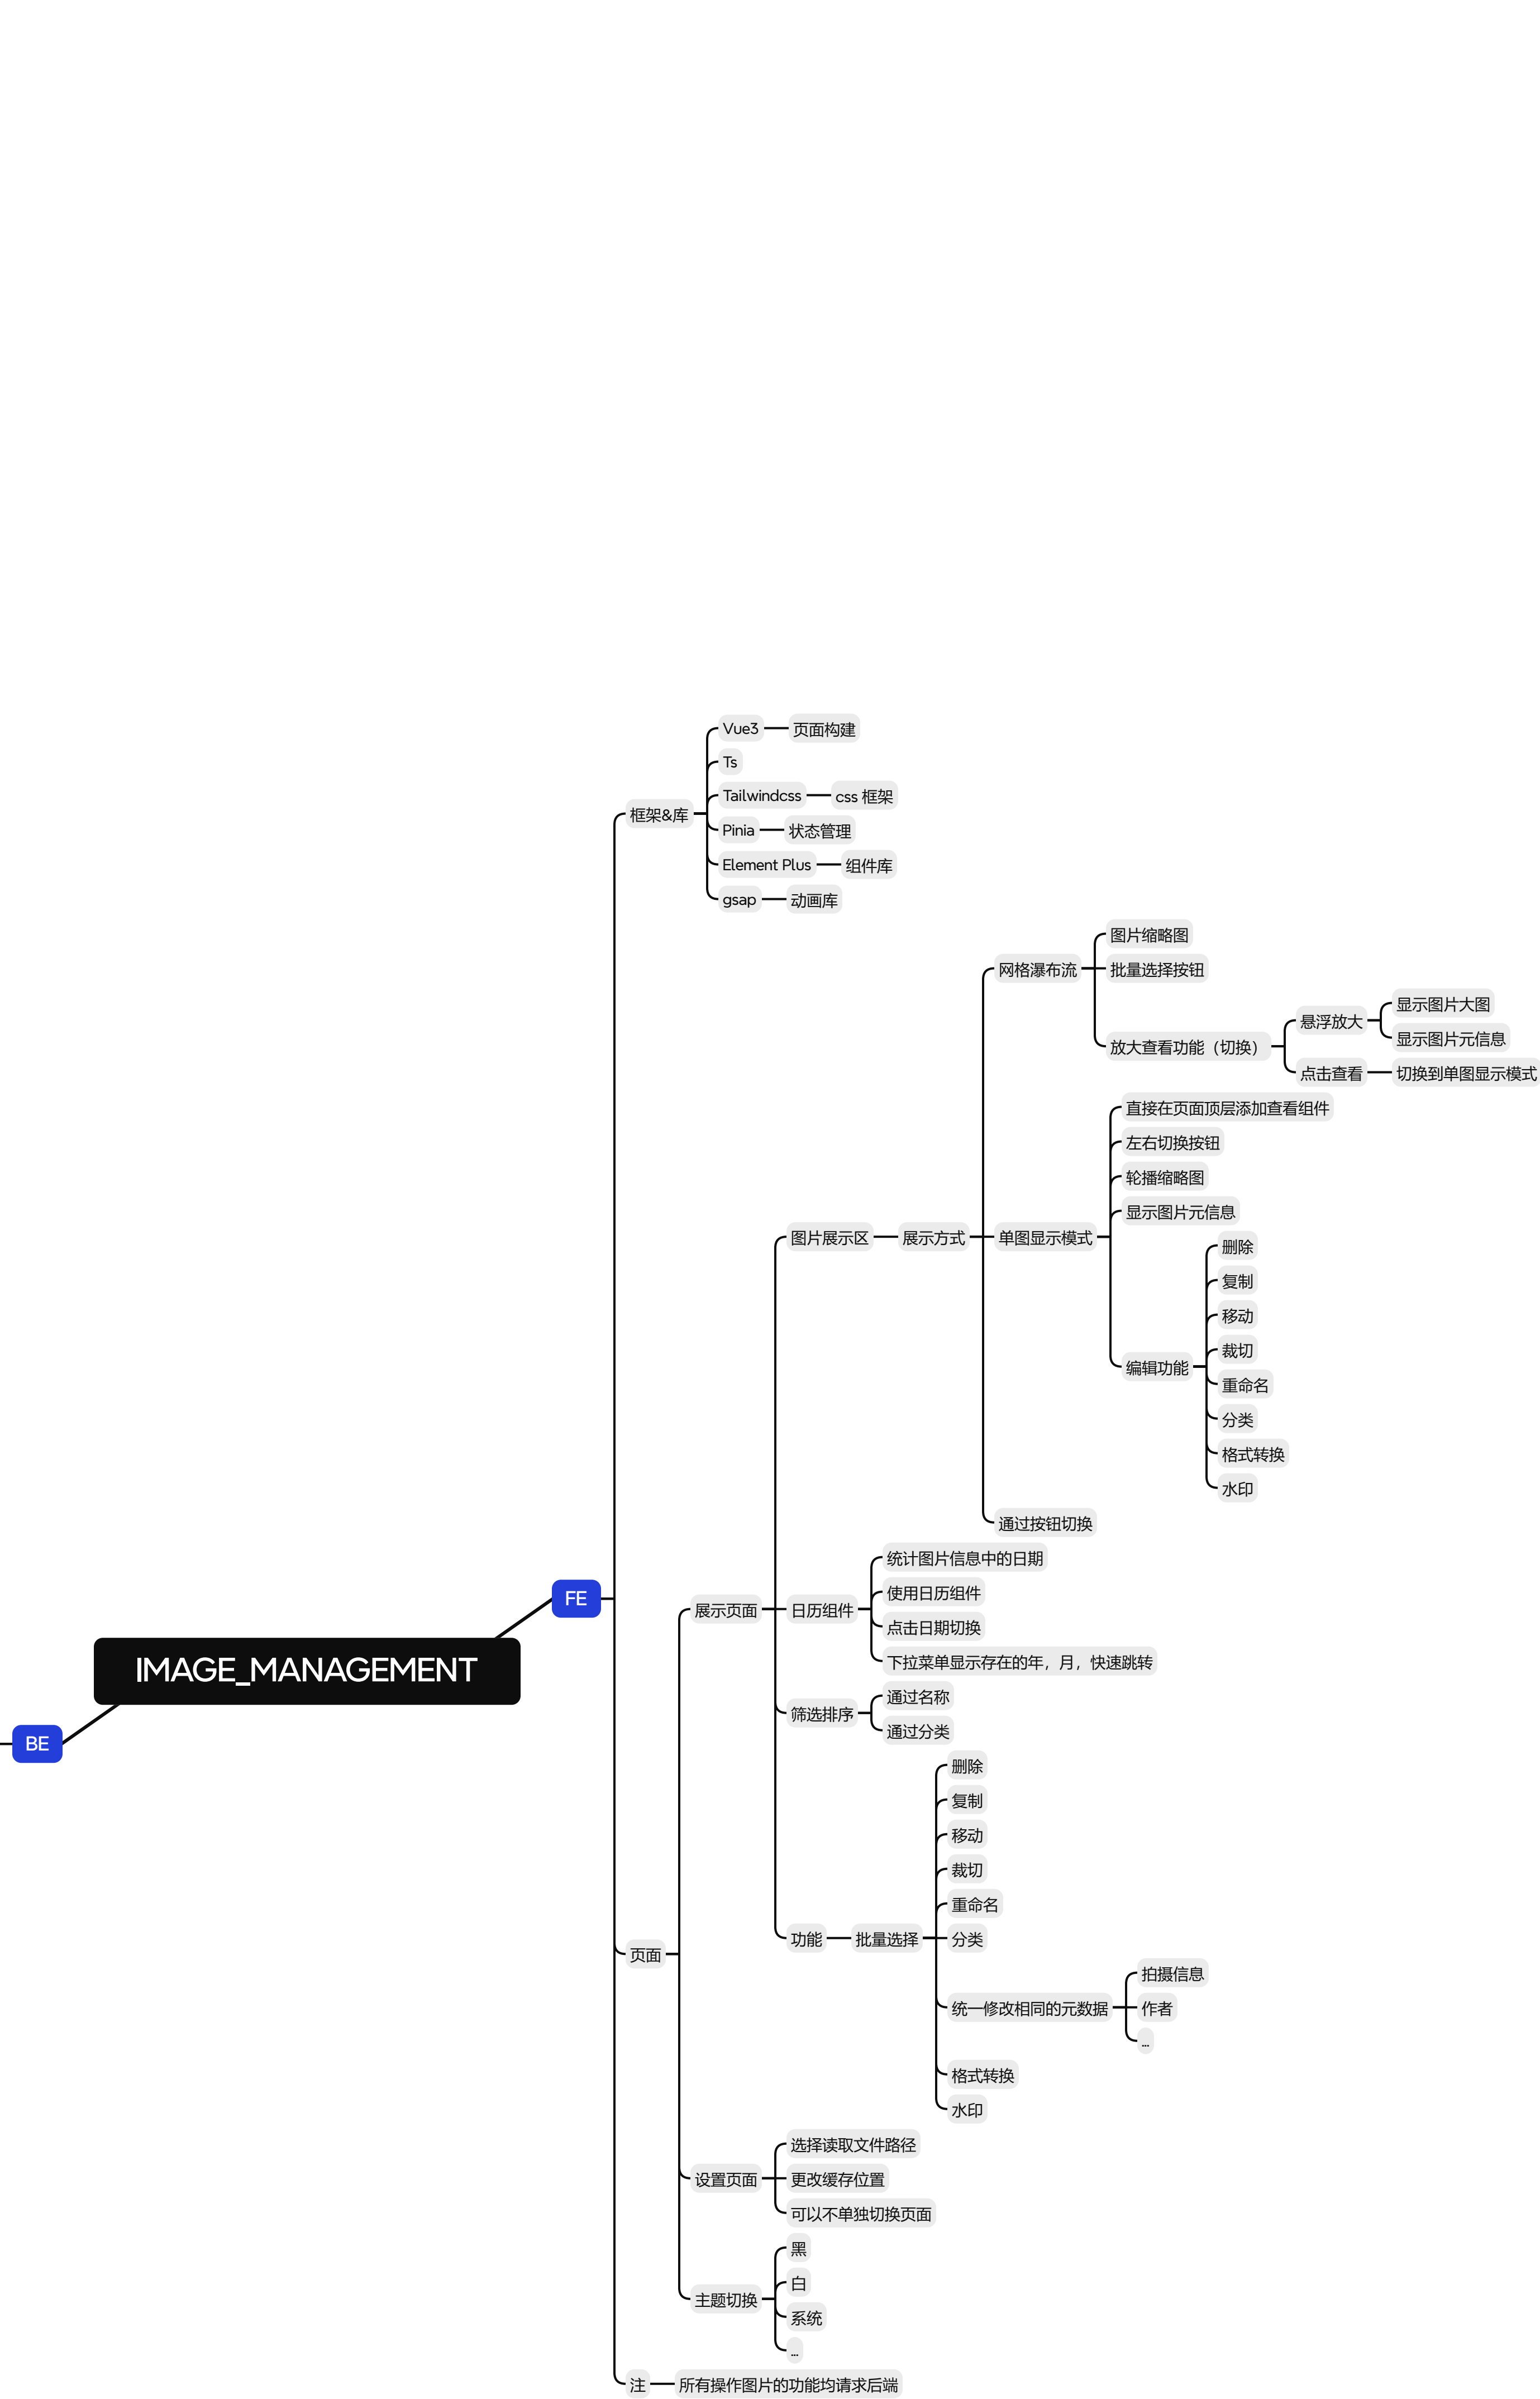 Vue3
页面构建
Ts
Tailwindcss
css 框架
框架&库
Pinia
状态管理
Element Plus
组件库
gsap
动画库
图片缩略图
网格瀑布流
批量选择按钮
显示图片大图
悬浮放大
显示图片元信息
放大查看功能（切换）
点击查看
切换到单图显示模式
直接在页面顶层添加查看组件
左右切换按钮
轮播缩略图
显示图片元信息
图片展示区
展示方式
单图显示模式
删除
复制
移动
裁切
编辑功能
重命名
分类
格式转换
水印
通过按钮切换
统计图片信息中的日期
FE
使用日历组件
展示页面
日历组件
点击日期切换
下拉菜单显示存在的年，月，快速跳转
IMAGE_MANAGEMENT
通过名称
筛选排序
通过分类
BE
删除
复制
移动
裁切
重命名
功能
批量选择
分类
页面
拍摄信息
统一修改相同的元数据
作者
...
格式转换
水印
选择读取文件路径
设置页面
更改缓存位置
可以不单独切换页面
黑
白
主题切换
系统
...
注
所有操作图片的功能均请求后端